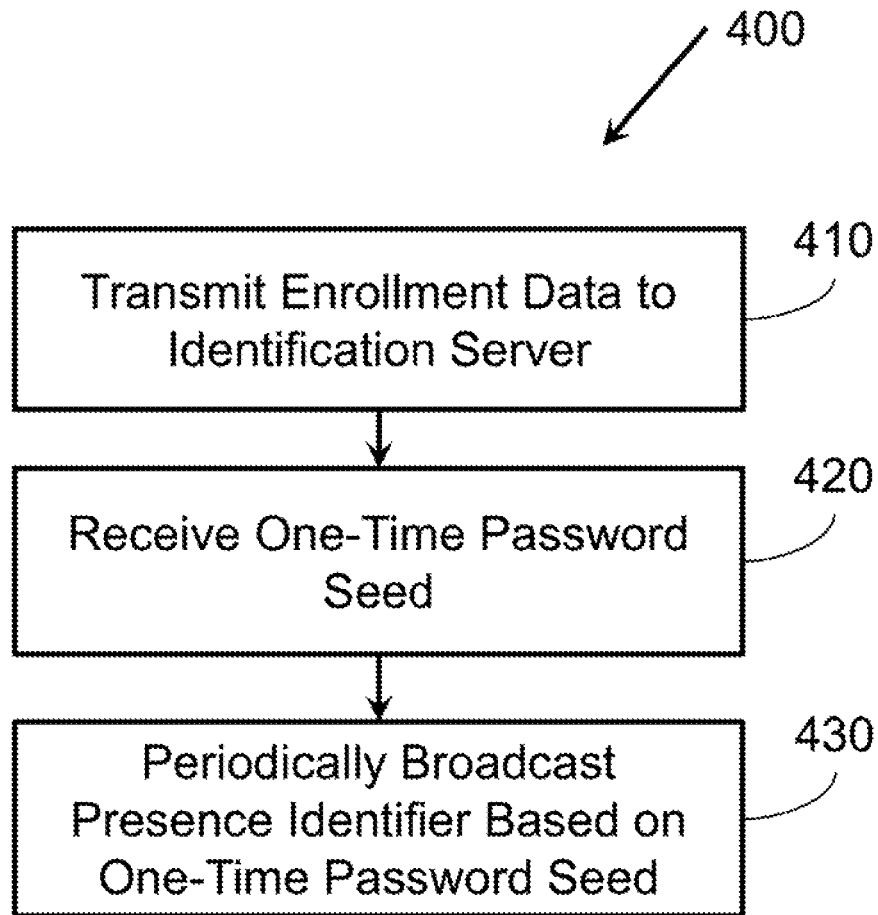 400
410
Transmit Enrollment Data to
Identification Server
420
Receive One-Time Password
Seed
430
Periodically Broadcast
Presence Identifier Based on
One-Time Password Seed